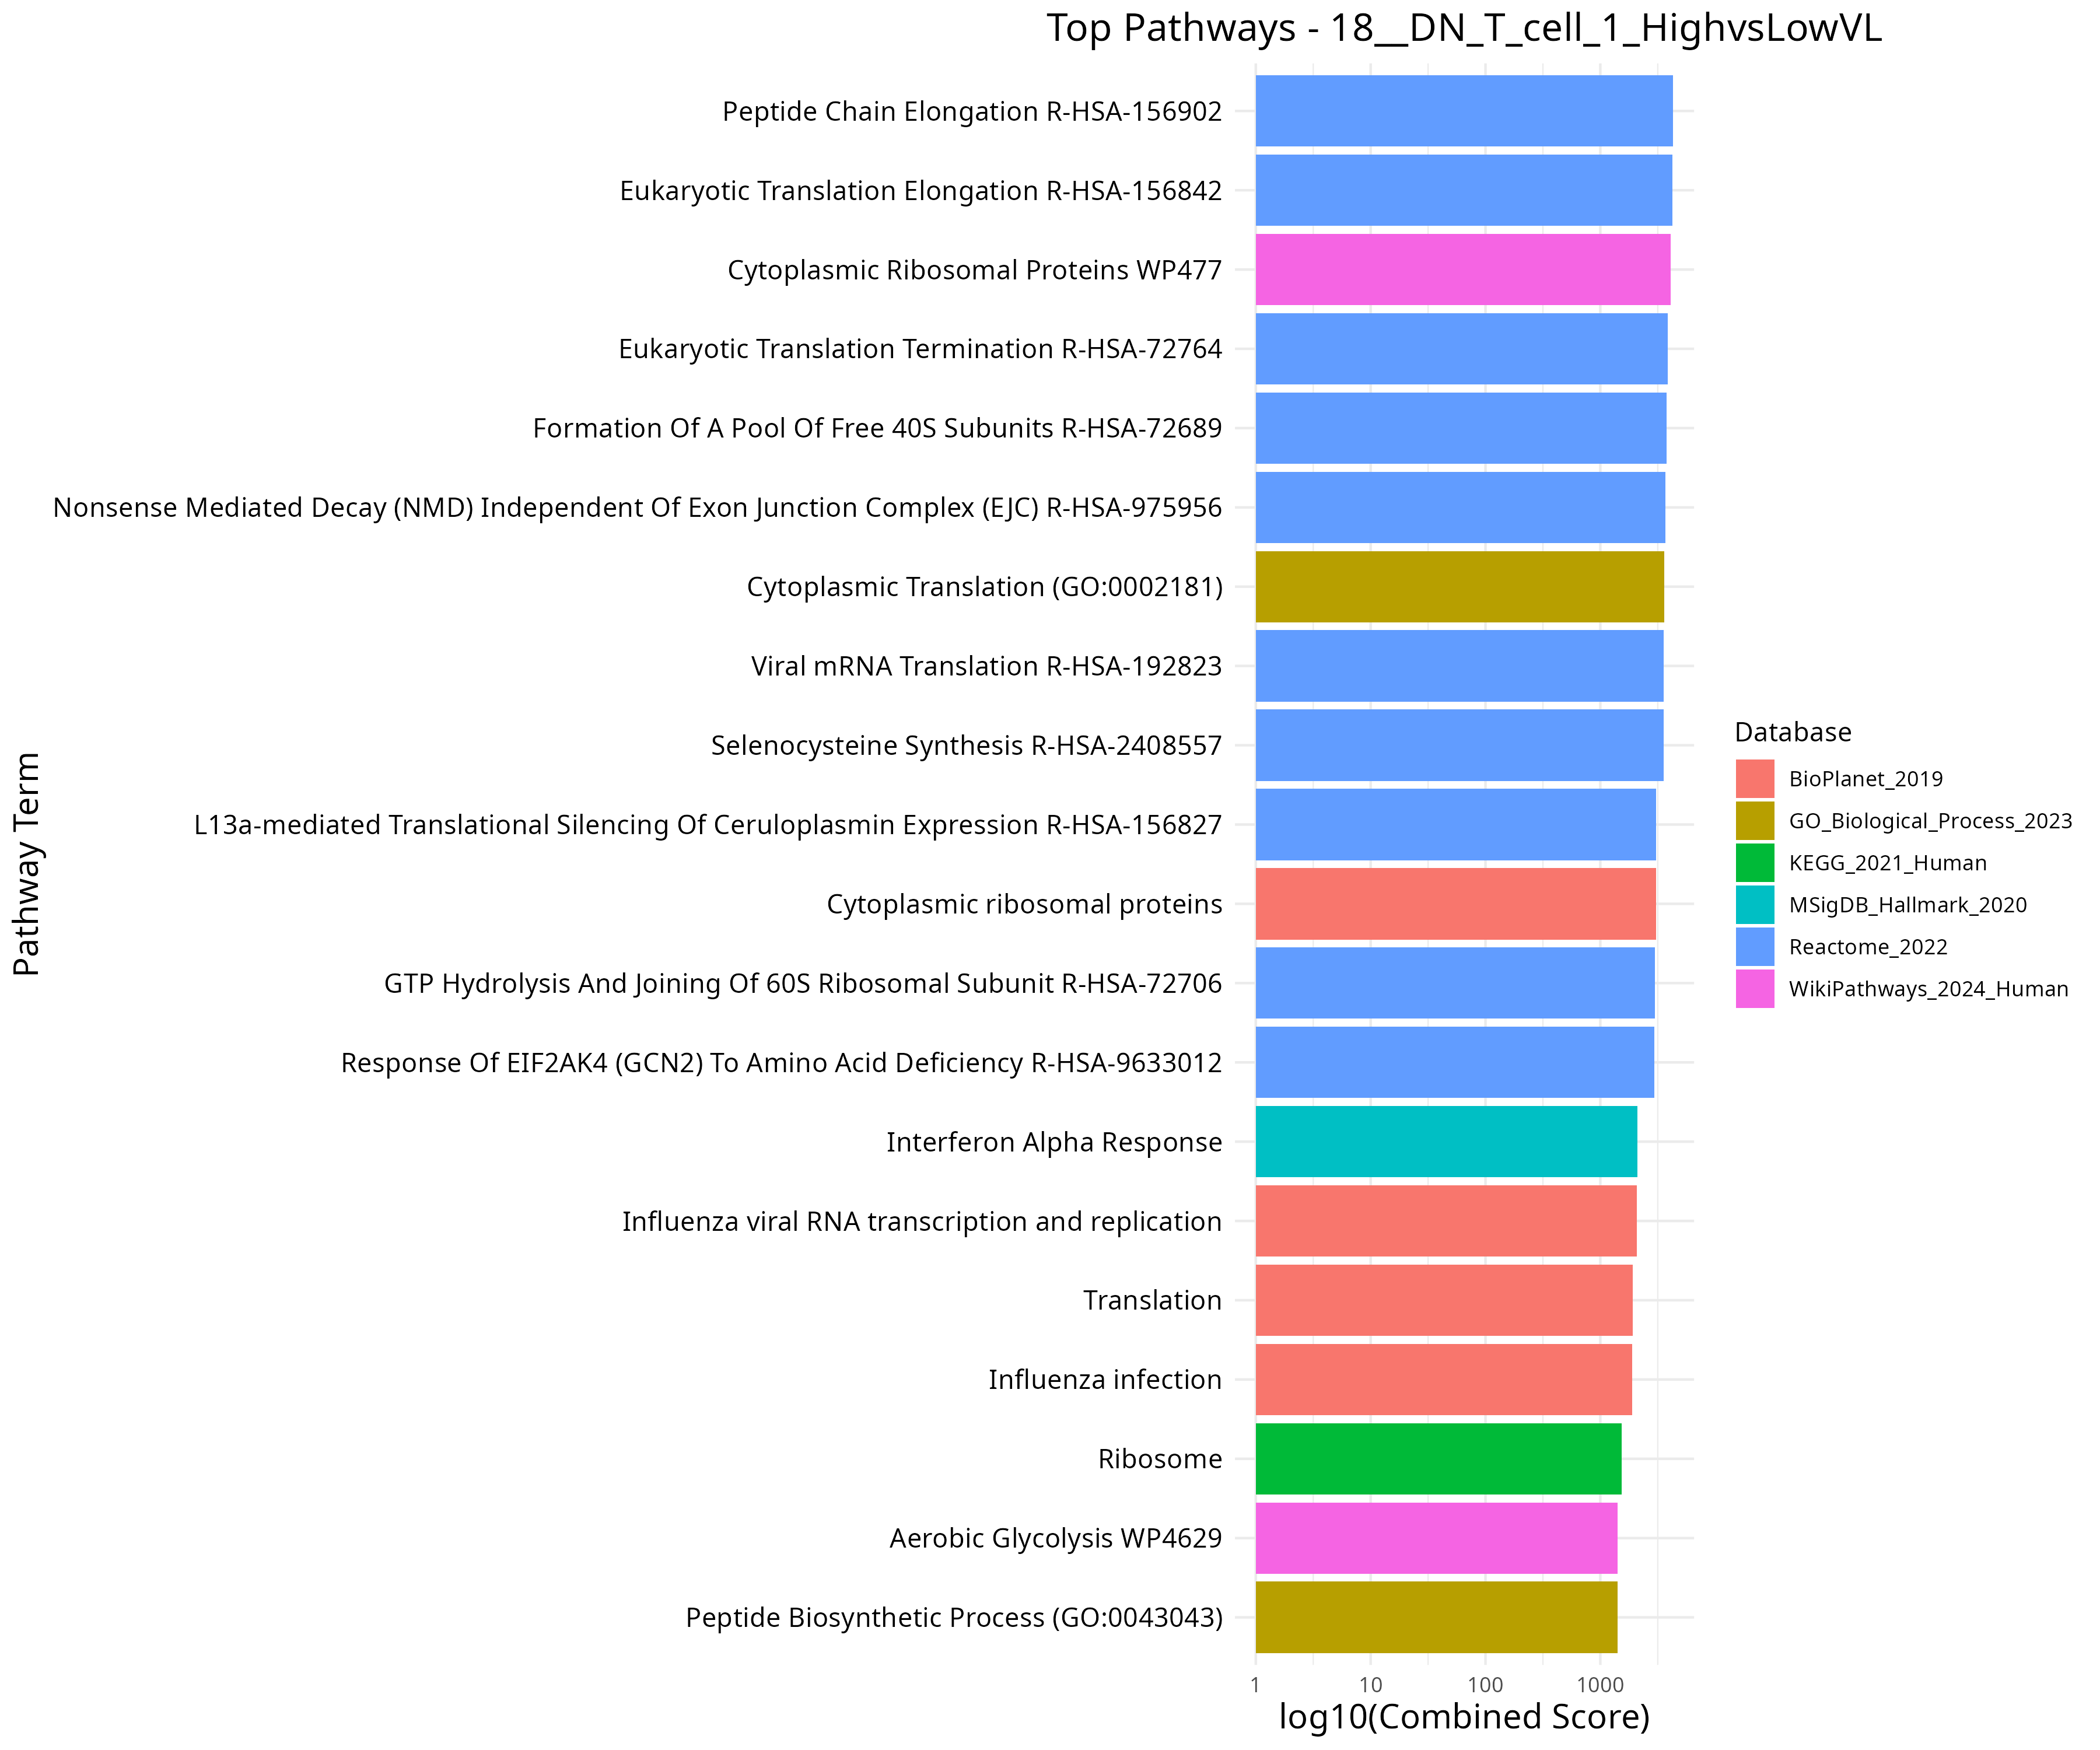 Top Pathways - 18__DN_T_cell_1_HighvsLowVL
Pathway Term
Peptide Chain Elongation R-HSA-156902
Eukaryotic Translation Elongation R-HSA-156842
Cytoplasmic Ribosomal Proteins WP477
Eukaryotic Translation Termination R-HSA-72764
Formation Of A Pool Of Free 40S Subunits R-HSA-72689
Nonsense Mediated Decay (NMD) Independent Of Exon Junction Complex (EJC) R-HSA-975956
Cytoplasmic Translation (GO:0002181)
Viral mRNA Translation R-HSA-192823
Selenocysteine Synthesis R-HSA-2408557
L13a-mediated Translational Silencing Of Ceruloplasmin Expression R-HSA-156827
Cytoplasmic ribosomal proteins
GTP Hydrolysis And Joining Of 60S Ribosomal Subunit R-HSA-72706
Response Of EIF2AK4 (GCN2) To Amino Acid Deficiency R-HSA-9633012
Interferon Alpha Response
Influenza viral RNA transcription and replication
Translation
Influenza infection
Ribosome
Aerobic Glycolysis WP4629
Peptide Biosynthetic Process (GO:0043043)
1 10 100 1000
log10(Combined Score)
Database
BioPlanet_2019
GO_Biological_Process_2023
KEGG_2021_Human
MSigDB_Hallmark_2020
Reactome_2022
WikiPathways_2024_Human